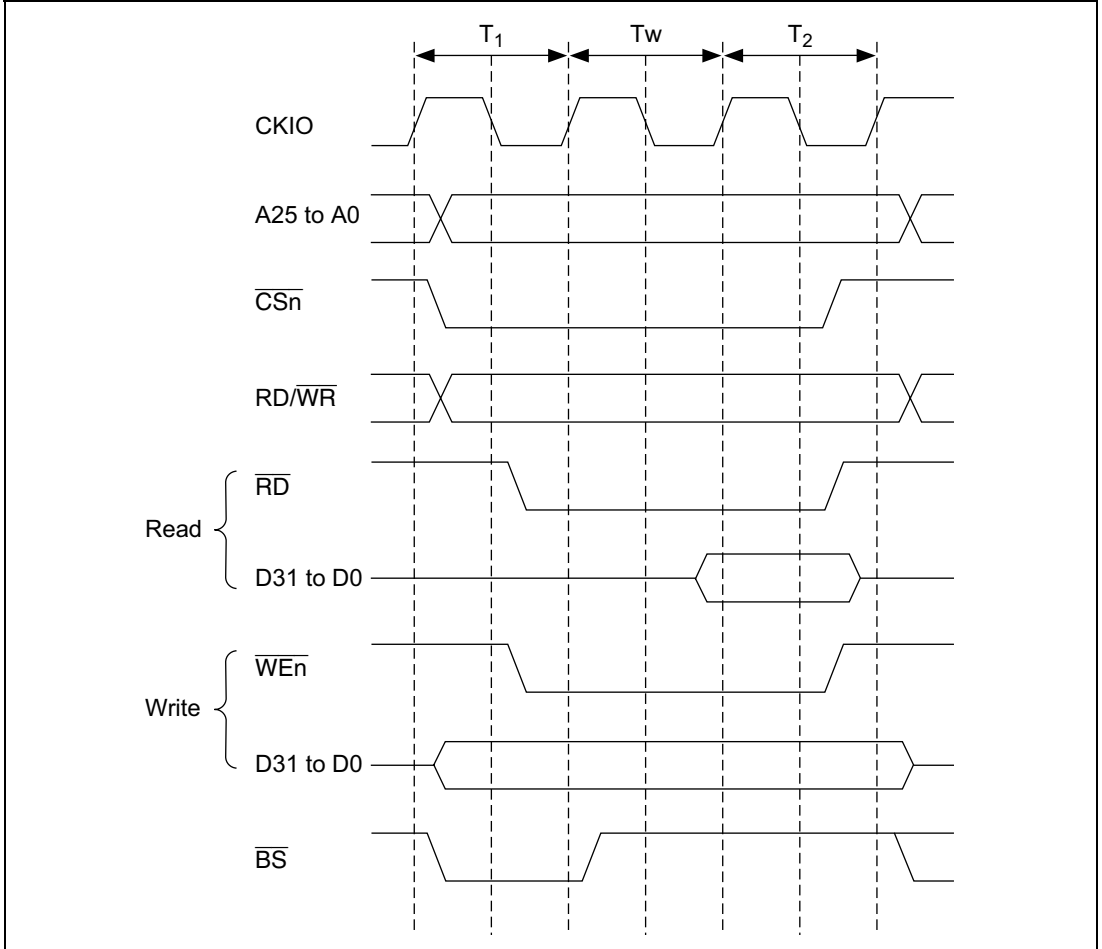 T1 Tw T2
CKIO
A25 to A0
CSn
RD/WR
RD
Read
D31 to D0
WEn
Write
D31 to D0
BS